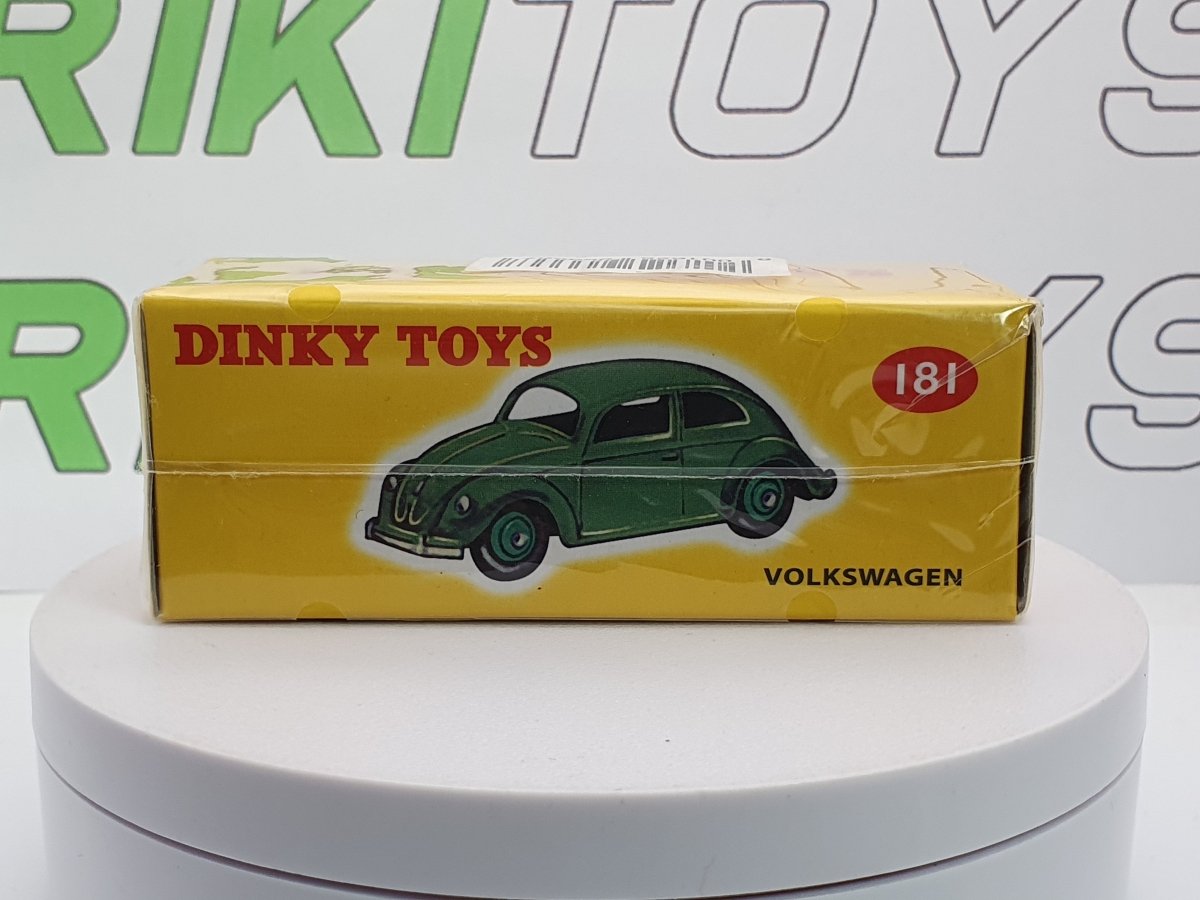 RIKITOYS
DINKY TOYS
181
VOLKSWAGEN